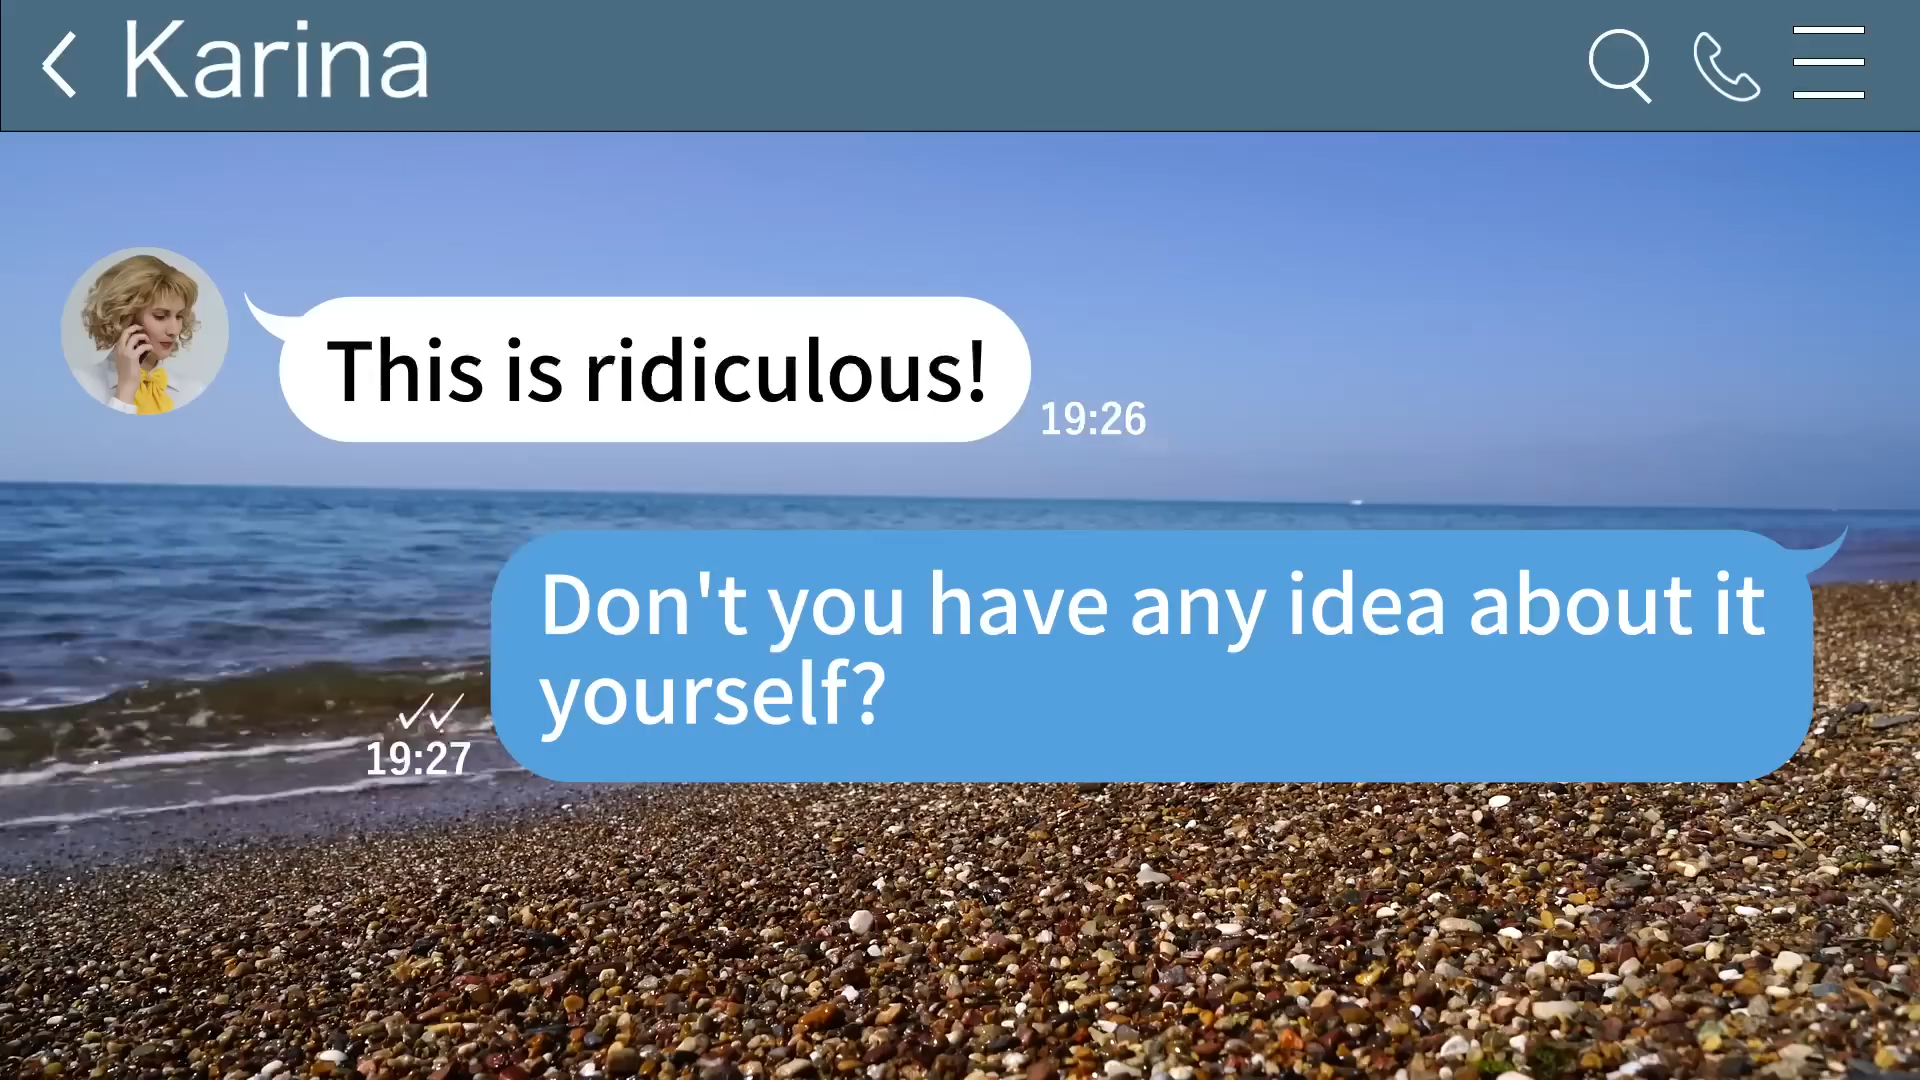 Karina
This is ridiculous!
19:26
Don't you have any idea about it
yourself?
19:27